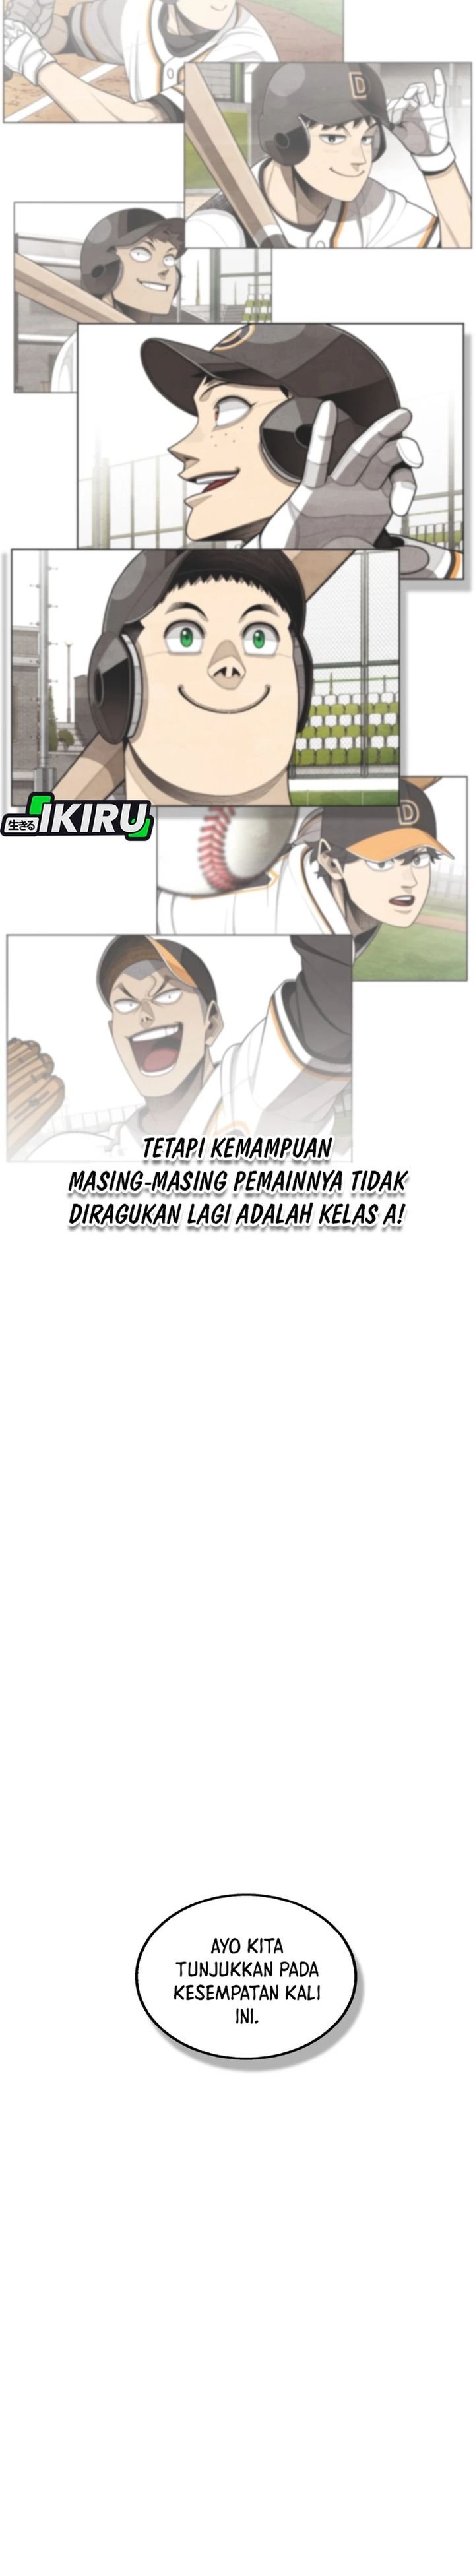 D
D
生きる IKIRU
TETAPI KEMAMPUAN
MASING-MASING PEMAINNYA TIDAK
DIRAGUKAN LAGI ADALAH KELAS A!
AYO KITA
TUNJUKKAN PADA
KESEMPATAN KALI
INI.